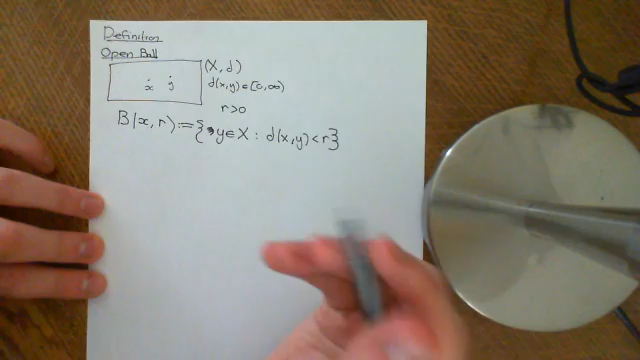 Definition
Open Ball
(X, d)
x y
d(x,y) ∈ [0, ∞)
r>0
B(x, r) := { y ∈ X : d(x,y) < r }